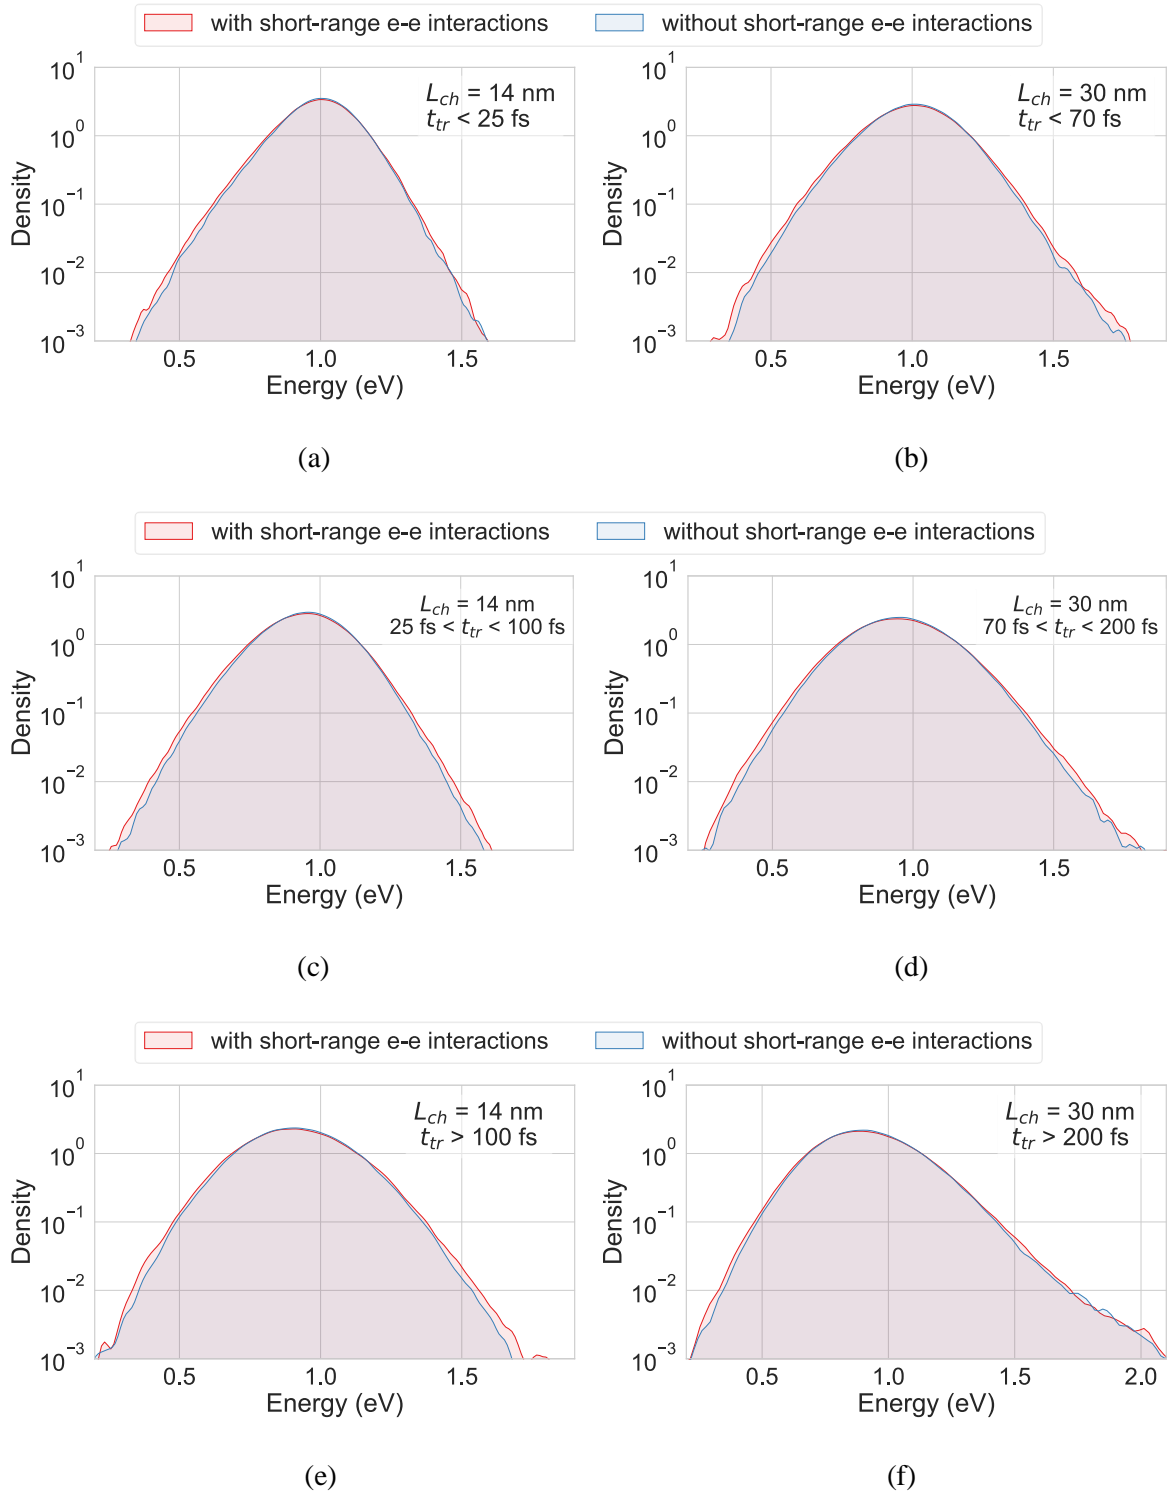 with short-range e-e interactions without short-range e-e interactions
10^1
10^0
10^−1
10^−2
10^−3
Density
L_ch = 14 nm
t_tr < 25 fs
0.5 1.0 1.5
Energy (eV)
(a)
10^1
10^0
10^−1
10^−2
10^−3
Density
L_ch = 30 nm
t_tr < 70 fs
0.5 1.0 1.5
Energy (eV)
(b)
with short-range e-e interactions without short-range e-e interactions
10^1
10^0
10^−1
10^−2
10^−3
Density
L_ch = 14 nm
25 fs < t_tr < 100 fs
0.5 1.0 1.5
Energy (eV)
(c)
10^1
10^0
10^−1
10^−2
10^−3
Density
L_ch = 30 nm
70 fs < t_tr < 200 fs
0.5 1.0 1.5
Energy (eV)
(d)
with short-range e-e interactions without short-range e-e interactions
10^1
10^0
10^−1
10^−2
10^−3
Density
L_ch = 14 nm
t_tr > 100 fs
0.5 1.0 1.5
Energy (eV)
(e)
10^1
10^0
10^−1
10^−2
10^−3
Density
L_ch = 30 nm
t_tr > 200 fs
0.5 1.0 1.5 2.0
Energy (eV)
(f)